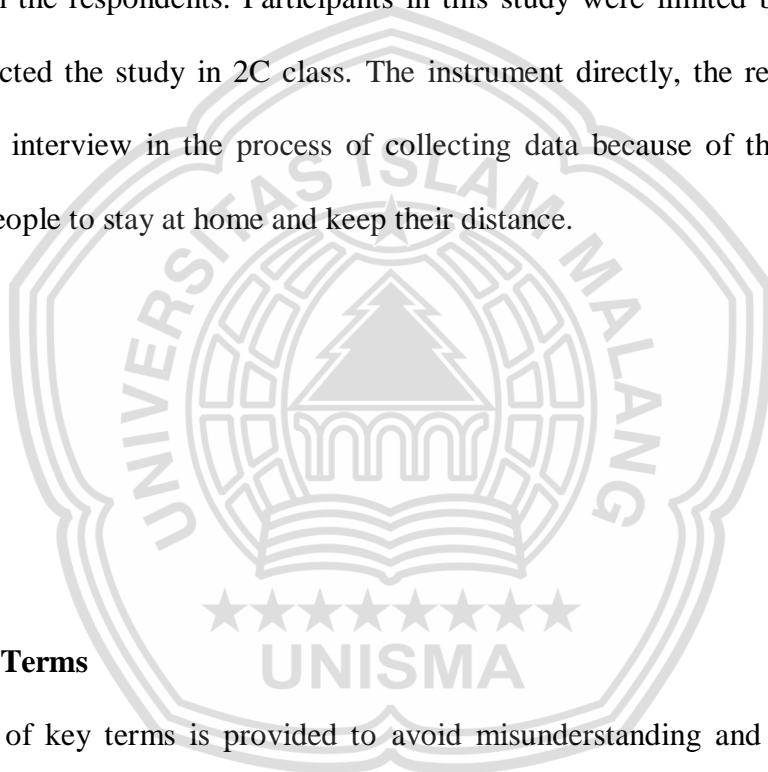 the respondents. Participants in this study were limited
cted the study in 2C class. The instrument directly, the re
interview in the process of collecting data because of th
eople to stay at home and keep their distance.
UNIVERSITAS ISLAM MALANG
UNISMA
Terms
of key terms is provided to avoid misunderstanding and